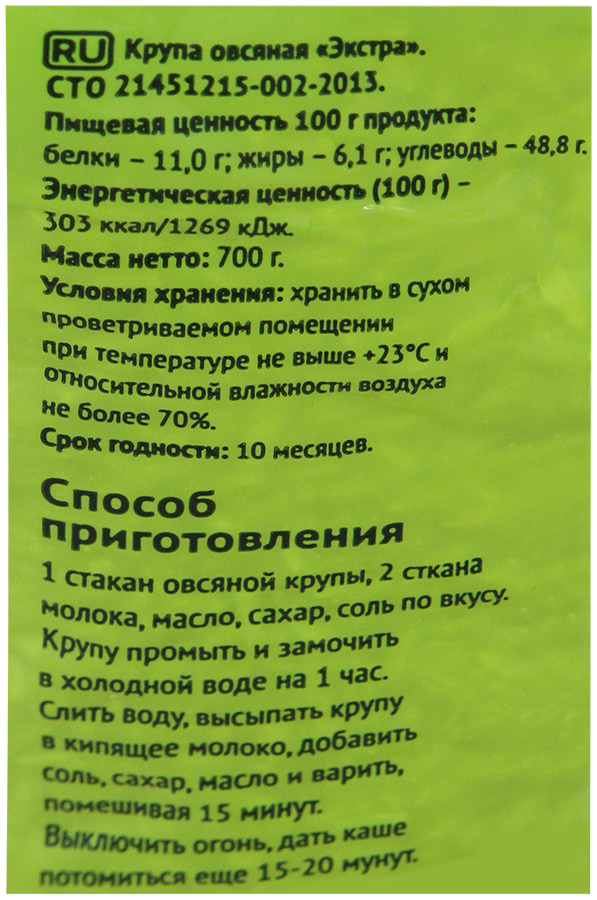 RU Крупа овсяная «Экстра».
СТО 21451215-002-2013.
Пищевая ценность 100 г продукта:
белки – 11,0 г; жиры – 6,1 г; углеводы – 48,8 г.
Энергетическая ценность (100 г) –
303 ккал/1269 кДж.
Масса нетто: 700 г.
Условия хранения: хранить в сухом
проветриваемом помещении
при температуре не выше +23°С и
относительной влажности воздуха
не более 70%.
Срок годности: 10 месяцев.
Способ
приготовления
1 стакан овсяной крупы, 2 сткана
молока, масло, сахар, соль по вкусу.
Крупу промыть и замочить
в холодной воде на 1 час.
Слить воду, высыпать крупу
в кипящее молоко, добавить
соль, сахар, масло и варить,
помешивая 15 минут.
Выключить огонь, дать каше
потомиться еще 15-20 мунут.